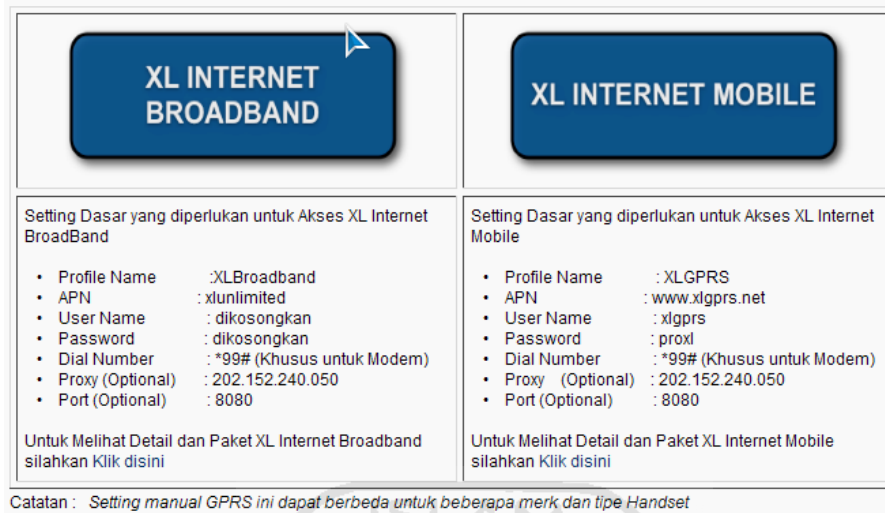 XL INTERNET
BROADBAND
XL INTERNET MOBILE
Setting Dasar yang diperlukan untuk Akses XL Internet
BroadBand
• Profile Name :XLBroadband
• APN : xlunlimited
• User Name : dikosongkan
• Password : dikosongkan
• Dial Number : *99# (Khusus untuk Modem)
• Proxy (Optional) : 202.152.240.050
• Port (Optional) : 8080
Untuk Melihat Detail dan Paket XL Internet Broadband
silahkan Klik disini
Setting Dasar yang diperlukan untuk Akses XL Internet
Mobile
• Profile Name : XLGPRS
• APN : www.xlgprs.net
• User Name : xlgprs
• Password : proxl
• Dial Number : *99# (Khusus untuk Modem)
• Proxy (Optional) : 202.152.240.050
• Port (Optional) : 8080
Untuk Melihat Detail dan Paket XL Internet Mobile
silahkan Klik disini
Catatan : Setting manual GPRS ini dapat berbeda untuk beberapa merk dan tipe Handset